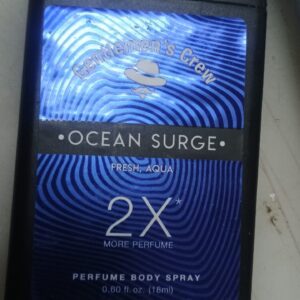 Gentlemen's Crew
•OCEAN SURGE•
FRESH, AQUA
2X*
MORE PERFUME
PERFUME BODY SPRAY
0.60 fl. oz. (18ml)